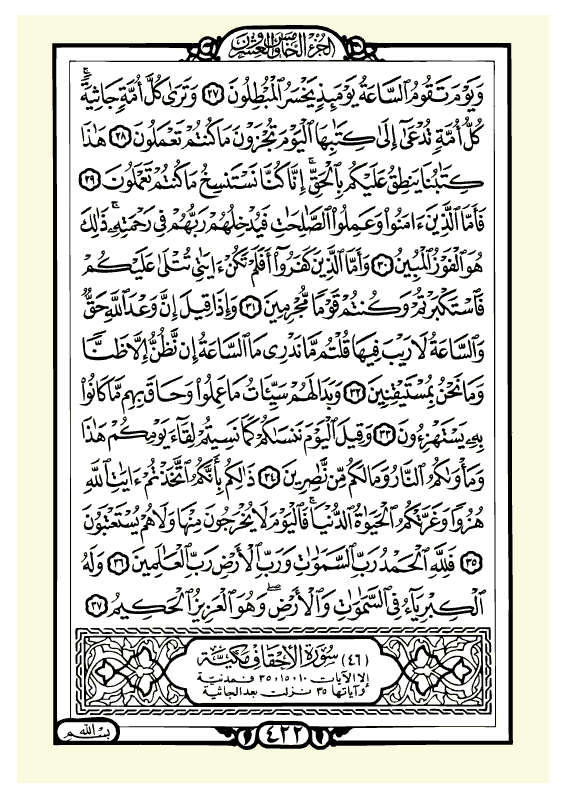 الجزء الخامس والعشرون
وَيَوْمَ تَقُومُ ٱلسَّاعَةُ يَوْمَئِذٍ يَخْسَرُ ٱلْمُبْطِلُونَ ٢٧ وَتَرَىٰ كُلَّ أُمَّةٍ جَاثِيَةً ۚ
كُلُّ أُمَّةٍ تُدْعَىٰٓ إِلَىٰ كِتَٰبِهَا ٱلْيَوْمَ تُجْزَوْنَ مَا كُنتُمْ تَعْمَلُونَ ٢٨ هَٰذَا
كِتَٰبُنَا يَنطِقُ عَلَيْكُم بِٱلْحَقِّ ۚ إِنَّا كُنَّا نَسْتَنسِخُ مَا كُنتُمْ تَعْمَلُونَ ٢٩
فَأَمَّا ٱلَّذِينَ ءَامَنُوا۟ وَعَمِلُوا۟ ٱلصَّٰلِحَٰتِ فَيُدْخِلُهُمْ رَبُّهُمْ فِى رَحْمَتِهِۦ ۚ ذَٰلِكَ
هُوَ ٱلْفَوْزُ ٱلْمُبِينُ ٣٠ وَأَمَّا ٱلَّذِينَ كَفَرُوٓا۟ أَفَلَمْ تَكُنْ ءَايَٰتِى تُتْلَىٰ عَلَيْكُمْ
فَٱسْتَكْبَرْتُمْ وَكُنتُمْ قَوْمًا مُّجْرِمِينَ ٣١ وَإِذَا قِيلَ إِنَّ وَعْدَ ٱللَّهِ حَقٌّ
وَٱلسَّاعَةُ لَا رَيْبَ فِيهَا قُلْتُم مَّا نَدْرِى مَا ٱلسَّاعَةُ إِن نَّظُنُّ إِلَّا ظَنًّا
وَمَا نَحْنُ بِمُسْتَيْقِنِينَ ٣٢ وَبَدَا لَهُمْ سَيِّـَٔاتُ مَا عَمِلُوا۟ وَحَاقَ بِهِم مَّا كَانُوا۟
بِهِۦ يَسْتَهْزِءُونَ ٣٣ وَقِيلَ ٱلْيَوْمَ نَنسَىٰكُمْ كَمَا نَسِيتُمْ لِقَآءَ يَوْمِكُمْ هَٰذَا
وَمَأْوَىٰكُمُ ٱلنَّارُ وَمَا لَكُم مِّن نَّٰصِرِينَ ٣٤ ذَٰلِكُم بِأَنَّكُمُ ٱتَّخَذْتُمْ ءَايَٰتِ ٱللَّهِ
هُزُوًا وَغَرَّتْكُمُ ٱلْحَيَوٰةُ ٱلدُّنْيَا ۚ فَٱلْيَوْمَ لَا يُخْرَجُونَ مِنْهَا وَلَا هُمْ يُسْتَعْتَبُونَ
٣٥ فَلِلَّهِ ٱلْحَمْدُ رَبِّ ٱلسَّمَٰوَٰتِ وَرَبِّ ٱلْأَرْضِ رَبِّ ٱلْعَٰلَمِينَ ٣٦ وَلَهُ
ٱلْكِبْرِيَآءُ فِى ٱلسَّمَٰوَٰتِ وَٱلْأَرْضِ ۖ وَهُوَ ٱلْعَزِيزُ ٱلْحَكِيمُ ٣٧
(٤٦) سُورَةُ الأَحْقَافِ مَكِّيَّة
إلا الآيات ١٠ و١٥ و٣٥ فمدنية
وآياتها ٣٥ نزلت بعد الجاثية
٤٢٢
بسم الله